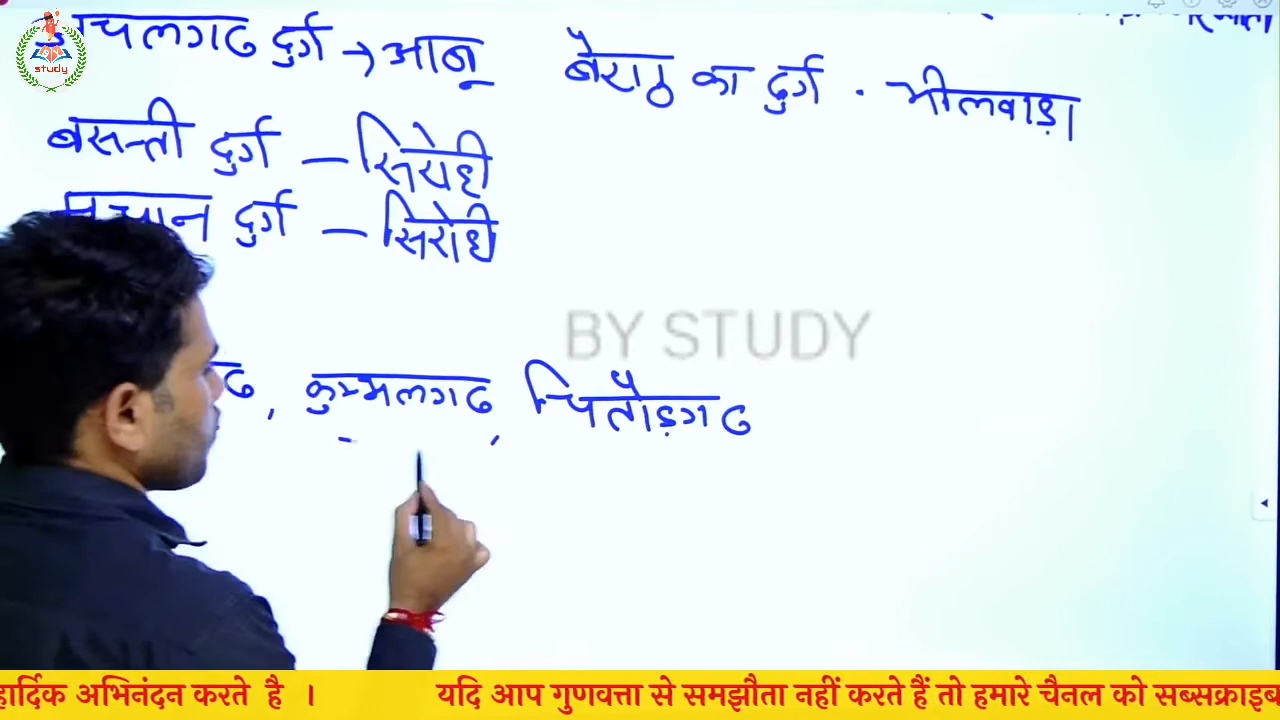 study
दुर्ग → आबू
बैराठ का दुर्ग . भीलवाड़ा
बसन्ती दुर्ग – सिरोही
मचान दुर्ग – सिरोही
BY STUDY
, कुम्भलगढ, चितौड़गढ
हार्दिक अभिनंदन करते है । यदि आप गुणवत्ता से समझौता नहीं करते हैं तो हमारे चैनल को सब्सक्राइब